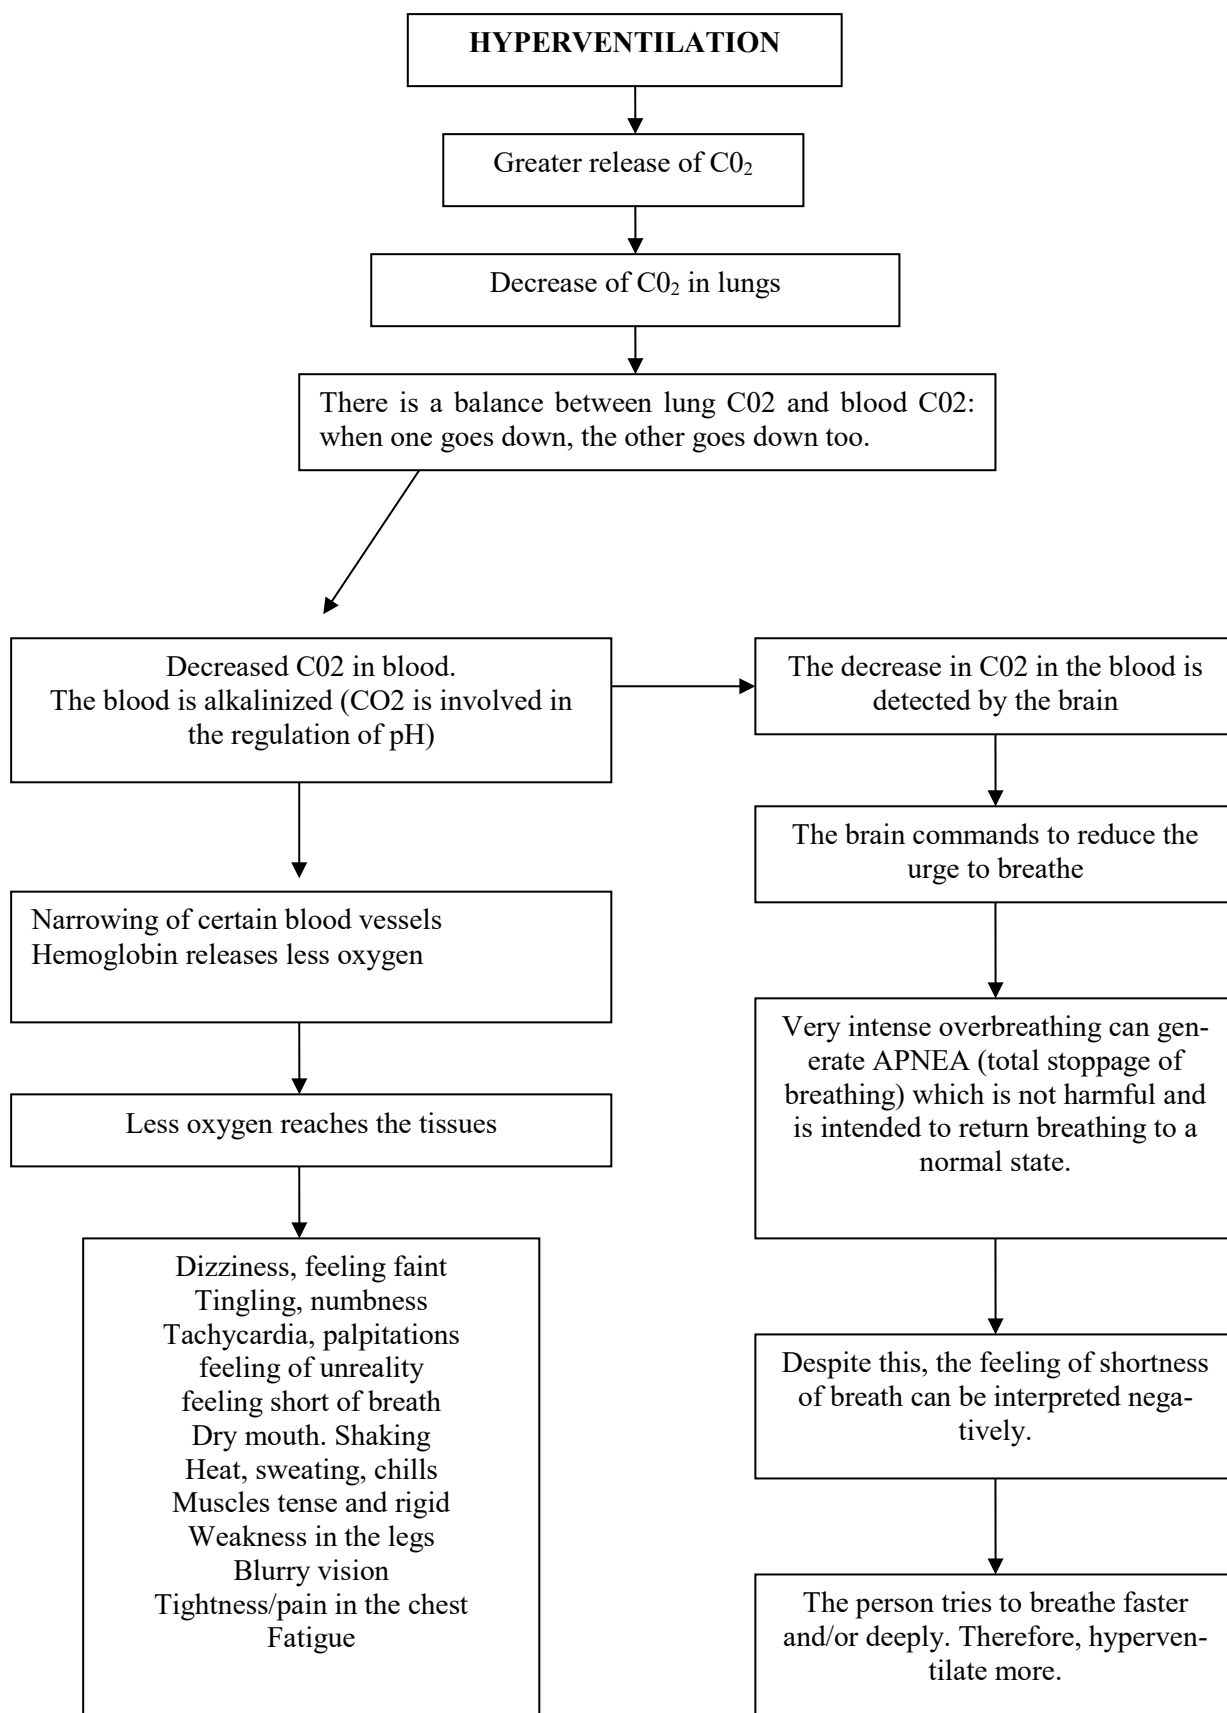 HYPERVENTILATION
Greater release of C0₂
Decrease of C0₂ in lungs
There is a balance between lung C02 and blood C02:
when one goes down, the other goes down too.
Decreased C02 in blood.
The blood is alkalinized (CO2 is involved in
the regulation of pH)
The decrease in C02 in the blood is
detected by the brain
The brain commands to reduce the
urge to breathe
Narrowing of certain blood vessels
Hemoglobin releases less oxygen
Very intense overbreathing can gen-
erate APNEA (total stoppage of
breathing) which is not harmful and
is intended to return breathing to a
normal state.
Less oxygen reaches the tissues
Dizziness, feeling faint
Tingling, numbness
Tachycardia, palpitations
feeling of unreality
feeling short of breath
Dry mouth. Shaking
Heat, sweating, chills
Muscles tense and rigid
Weakness in the legs
Blurry vision
Tightness/pain in the chest
Fatigue
Despite this, the feeling of shortness
of breath can be interpreted nega-
tively.
The person tries to breathe faster
and/or deeply. Therefore, hyperven-
tilate more.